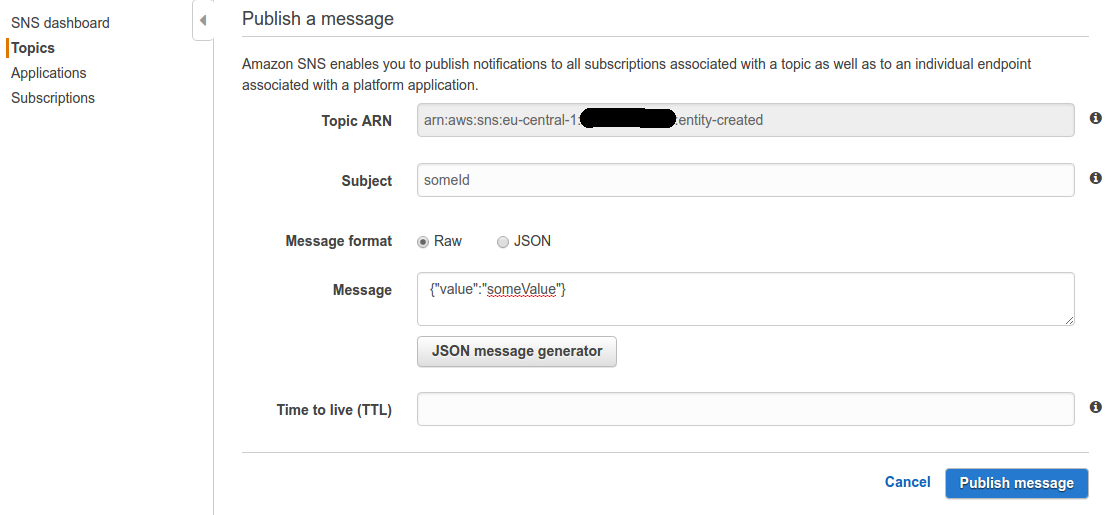 SNS dashboard
Topics
Applications
Subscriptions
Publish a message
Amazon SNS enables you to publish notifications to all subscriptions associated with a topic as well as to an individual endpoint
associated with a platform application.
Topic ARN arn:aws:sns:eu-central-1: :entity-created
Subject someId
Message format Raw JSON
Message {"value":"someValue"}
JSON message generator
Time to live (TTL)
Cancel Publish message